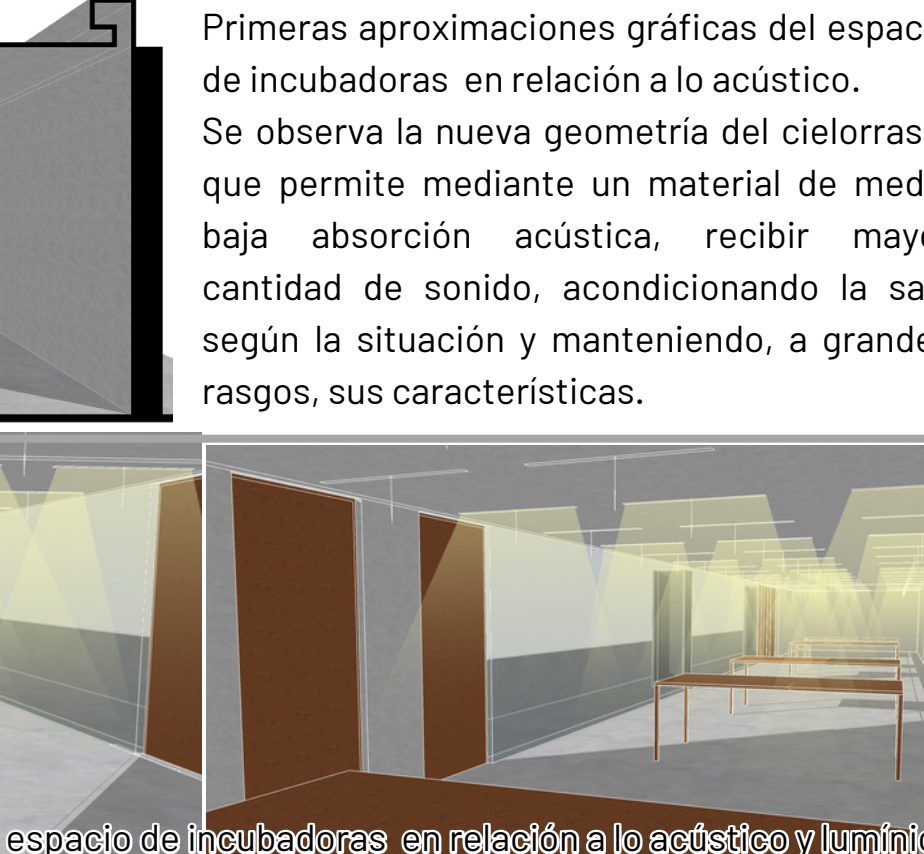 Primeras aproximaciones gráficas del espac
de incubadoras en relación a lo acústico.
Se observa la nueva geometría del cielorras
que permite mediante un material de med
baja absorción acústica, recibir mayo
cantidad de sonido, acondicionando la sa
según la situación y manteniendo, a grande
rasgos, sus características.
espacio de incubadoras en relación a lo acústico y lumínic